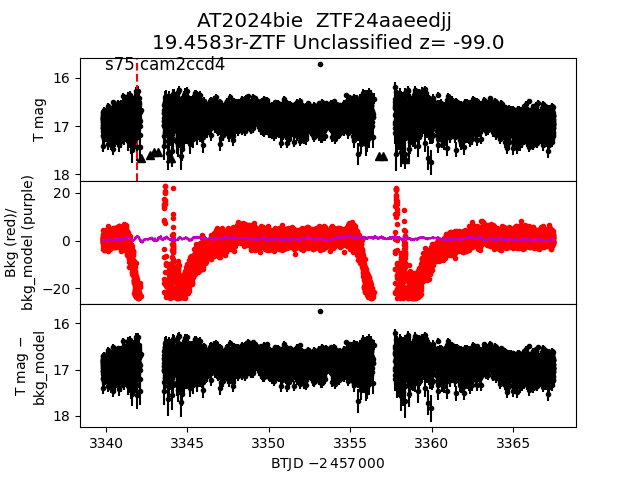 AT2024bie  ZTF24aaeedjj
19.4583r-ZTF Unclassified z= -99.0
s75 cam2ccd4
16
17
18
T mag
20
0
−20
Bkg (red)/
bkg_model (purple)
16
17
18
T mag −
bkg_model
3340 3345 3350 3355 3360 3365
BTJD −2 457 000